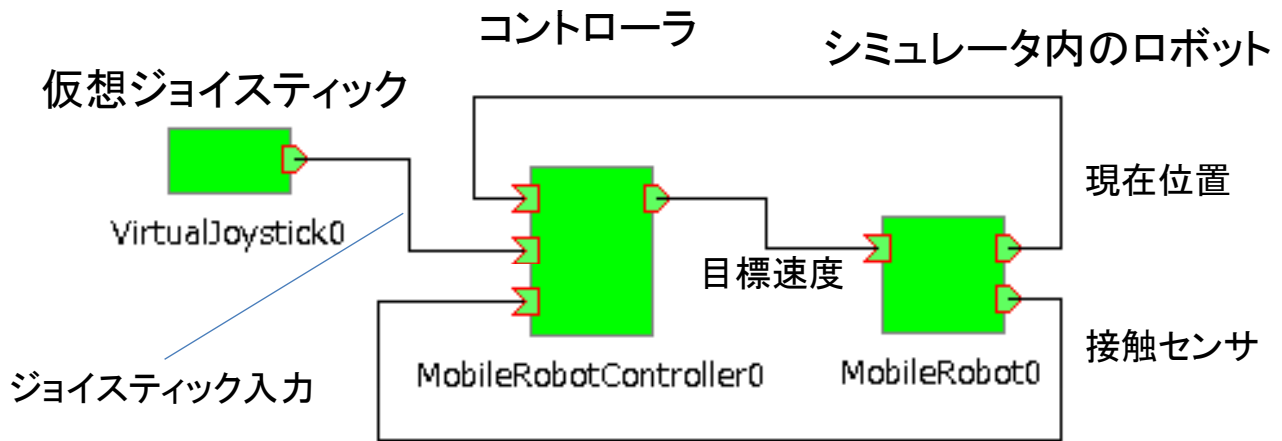 コントローラ
シミュレータ内のロボット
仮想ジョイスティック
現在位置
VirtualJoystick0
目標速度
接触センサ
MobileRobotController0
MobileRobot0
ジョイスティック入力